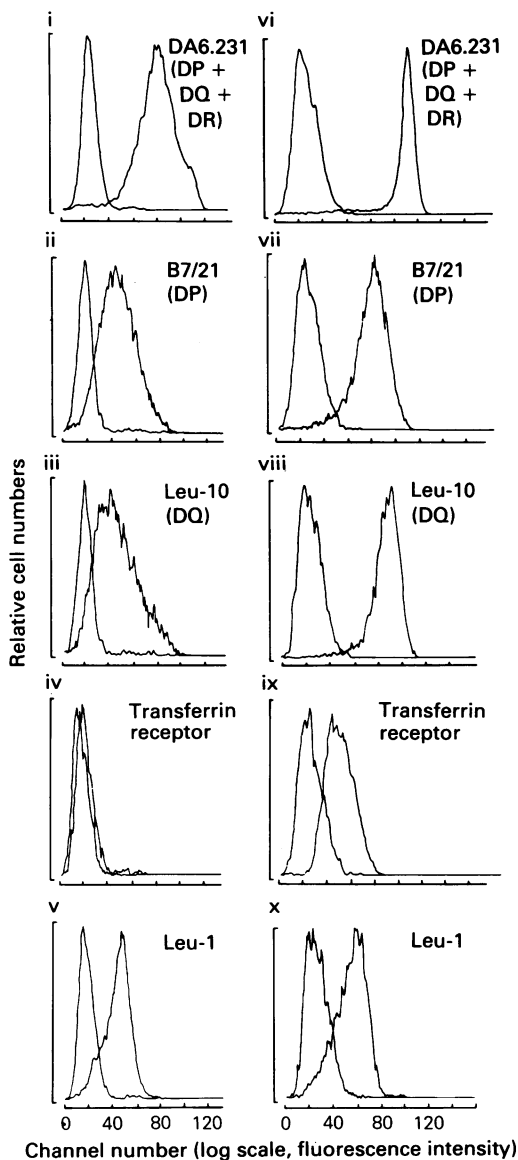 i
DA6.231
(DP +
DQ +
DR)
vi
DA6.231
(DP +
DQ +
DR)
ii
B7/21
(DP)
vii
B7/21
(DP)
iii
Leu-10
(DQ)
viii
Leu-10
(DQ)
iv
Transferrin
receptor
ix
Transferrin
receptor
v
Leu-1
x
Leu-1
Relative cell numbers
0 40 80 120
0 40 80 120
Channel number (log scale, fluorescence intensity)